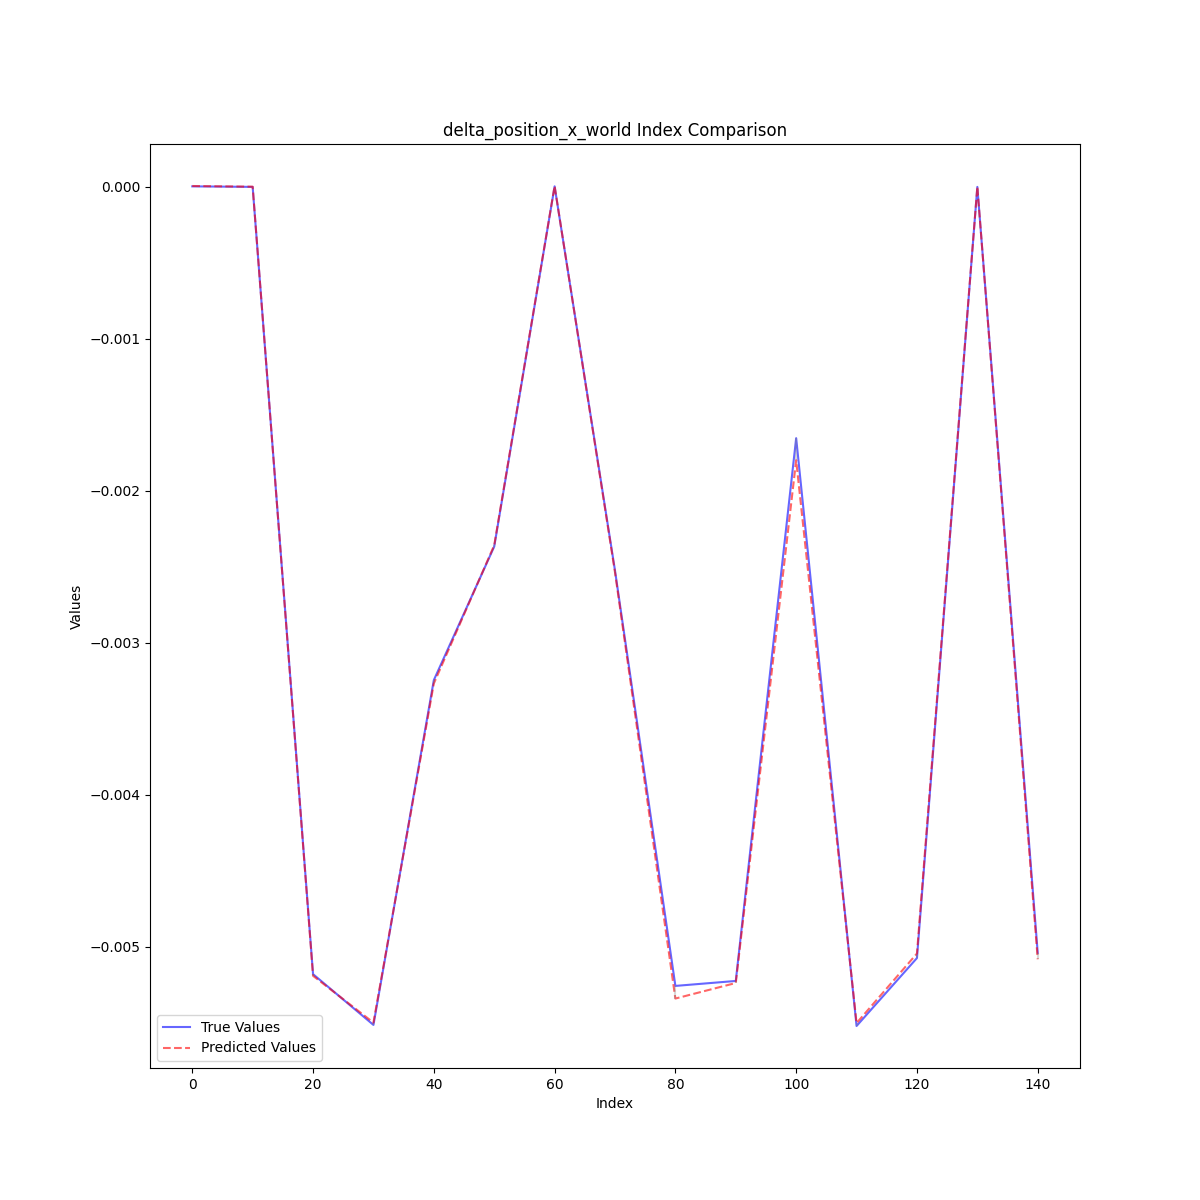 delta_position_x_world Index Comparison
0.000
−0.001
−0.002
−0.003
−0.004
−0.005
Values
True Values
Predicted Values
0 20 40 60 80 100 120 140
Index